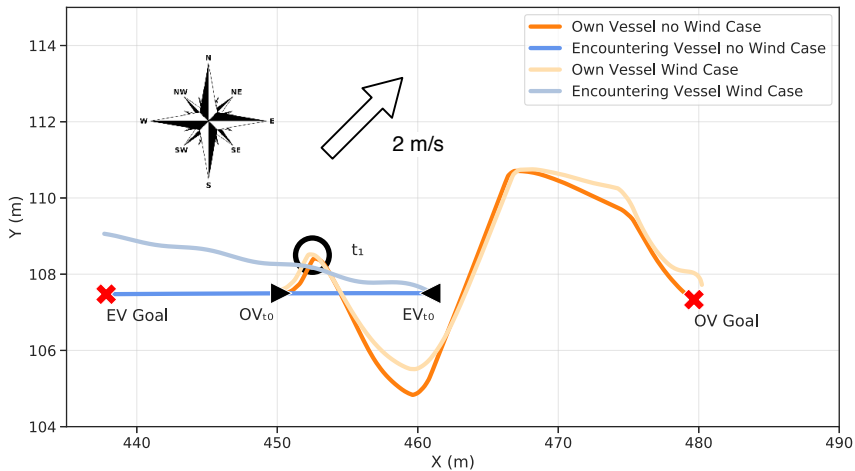 Own Vessel no Wind Case
Encountering Vessel no Wind Case
Own Vessel Wind Case
Encountering Vessel Wind Case
N
NW
NE
W
E
SW
SE
S
2 m/s
t₁
EV Goal
OVₜ₀
EVₜ₀
OV Goal
Y (m)
114
112
110
108
106
104
440
450
460
470
480
490
X (m)